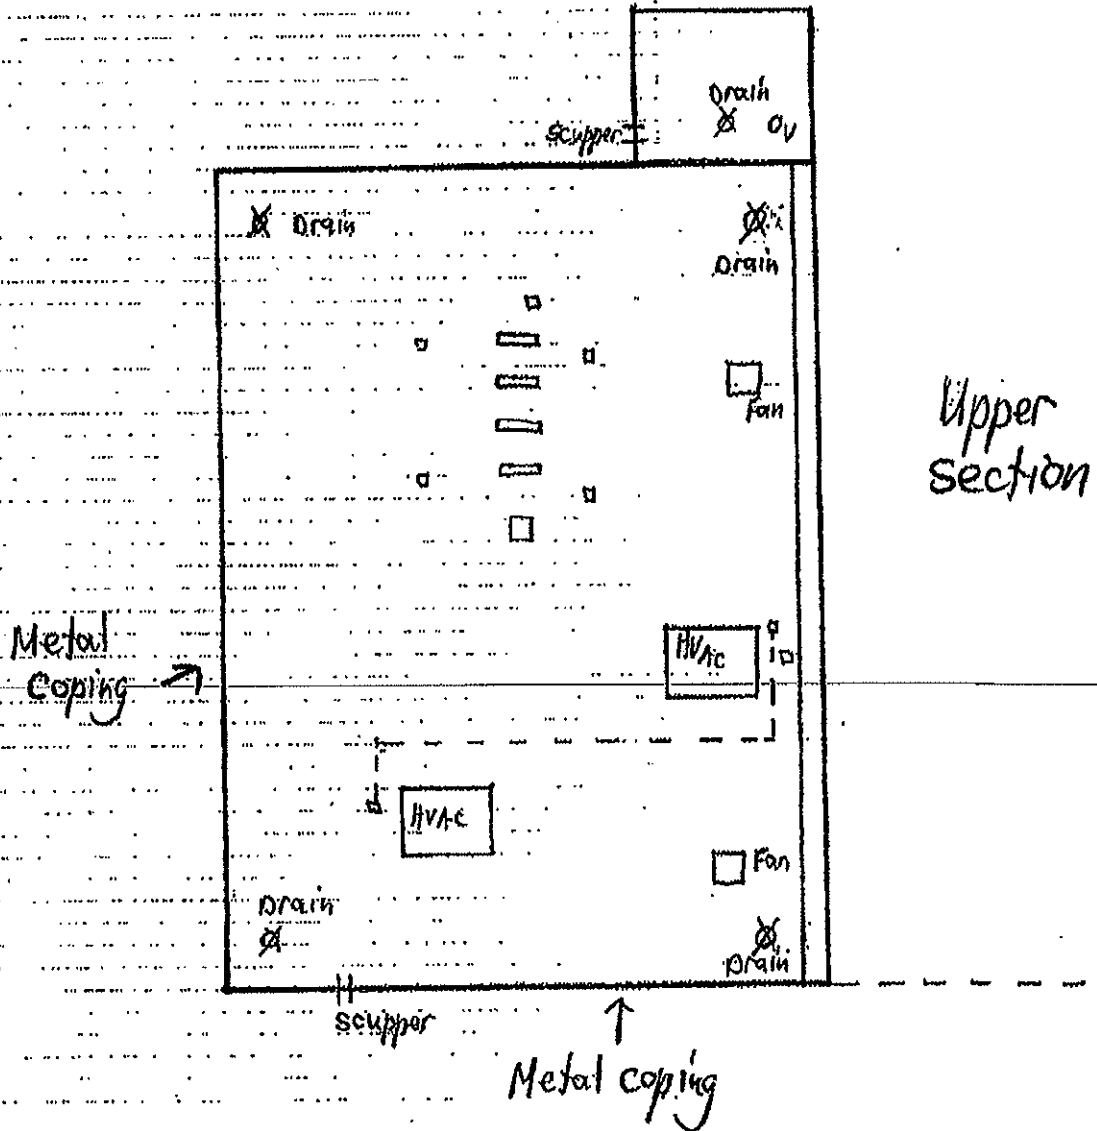 Drain
Scupper
OV
Drain
Drain
Fan
Upper
Section
Metal
Coping
HVAC
HVAC
Fan
Drain
Drain
Scupper
Metal coping